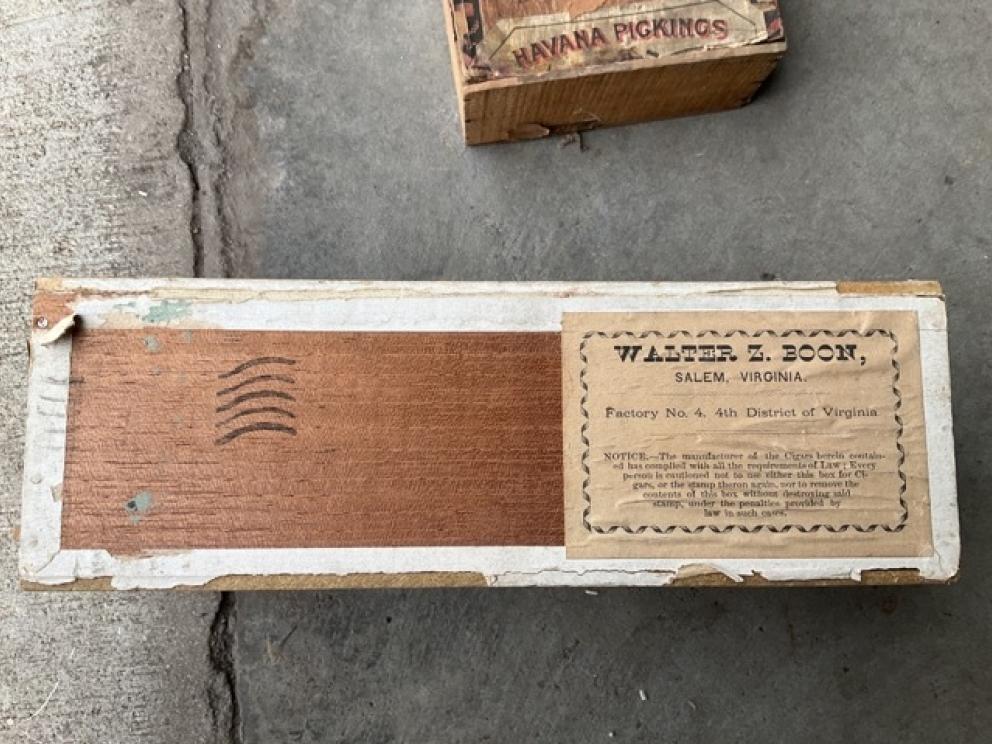 HAVANA PICKINGS
WALTER Z. BOON,
SALEM, VIRGINIA.
Factory No. 4. 4th District of Virginia
NOTICE.—The manufacturer of the Cigars herein contain-
ed has complied with all the requirements of Law; Every
person is cautioned not to use either this box for Ci-
gars, or the stamp theron again, nor to remove the
contents of this box without destroying said
stamp, under the penalties provided by
law in such cases.